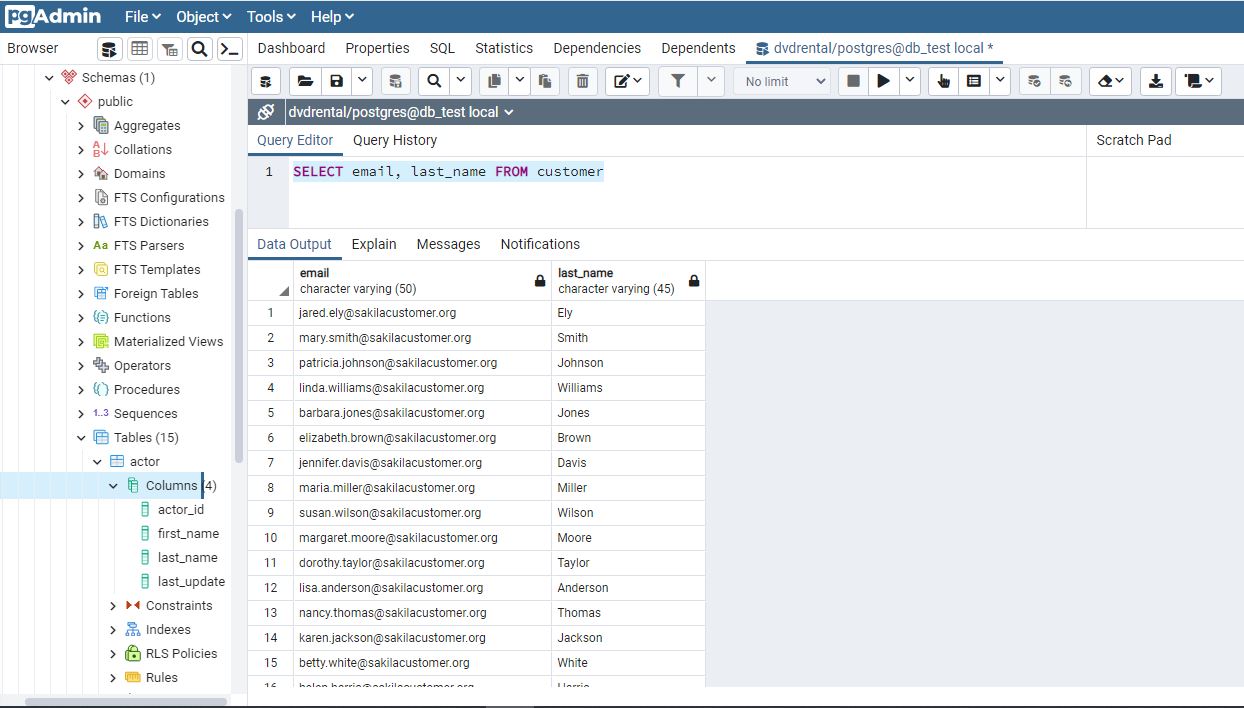 pgAdmin File Object Tools Help
Browser
Dashboard Properties SQL Statistics Dependencies Dependents dvdrental/postgres@db_test local *
No limit
Schemas (1)
public
Aggregates
Collations
Domains
FTS Configurations
FTS Dictionaries
Aa FTS Parsers
FTS Templates
Foreign Tables
Functions
Materialized Views
Operators
Procedures
1..3 Sequences
Tables (15)
actor
Columns (4)
actor_id
first_name
last_name
last_update
Constraints
Indexes
RLS Policies
Rules
dvdrental/postgres@db_test local
Query Editor Query History
Scratch Pad
1 SELECT email, last_name FROM customer
Data Output Explain Messages Notifications
email last_name
character varying (50) character varying (45)
1 jared.ely@sakilacustomer.org Ely
2 mary.smith@sakilacustomer.org Smith
3 patricia.johnson@sakilacustomer.org Johnson
4 linda.williams@sakilacustomer.org Williams
5 barbara.jones@sakilacustomer.org Jones
6 elizabeth.brown@sakilacustomer.org Brown
7 jennifer.davis@sakilacustomer.org Davis
8 maria.miller@sakilacustomer.org Miller
9 susan.wilson@sakilacustomer.org Wilson
10 margaret.moore@sakilacustomer.org Moore
11 dorothy.taylor@sakilacustomer.org Taylor
12 lisa.anderson@sakilacustomer.org Anderson
13 nancy.thomas@sakilacustomer.org Thomas
14 karen.jackson@sakilacustomer.org Jackson
15 betty.white@sakilacustomer.org White